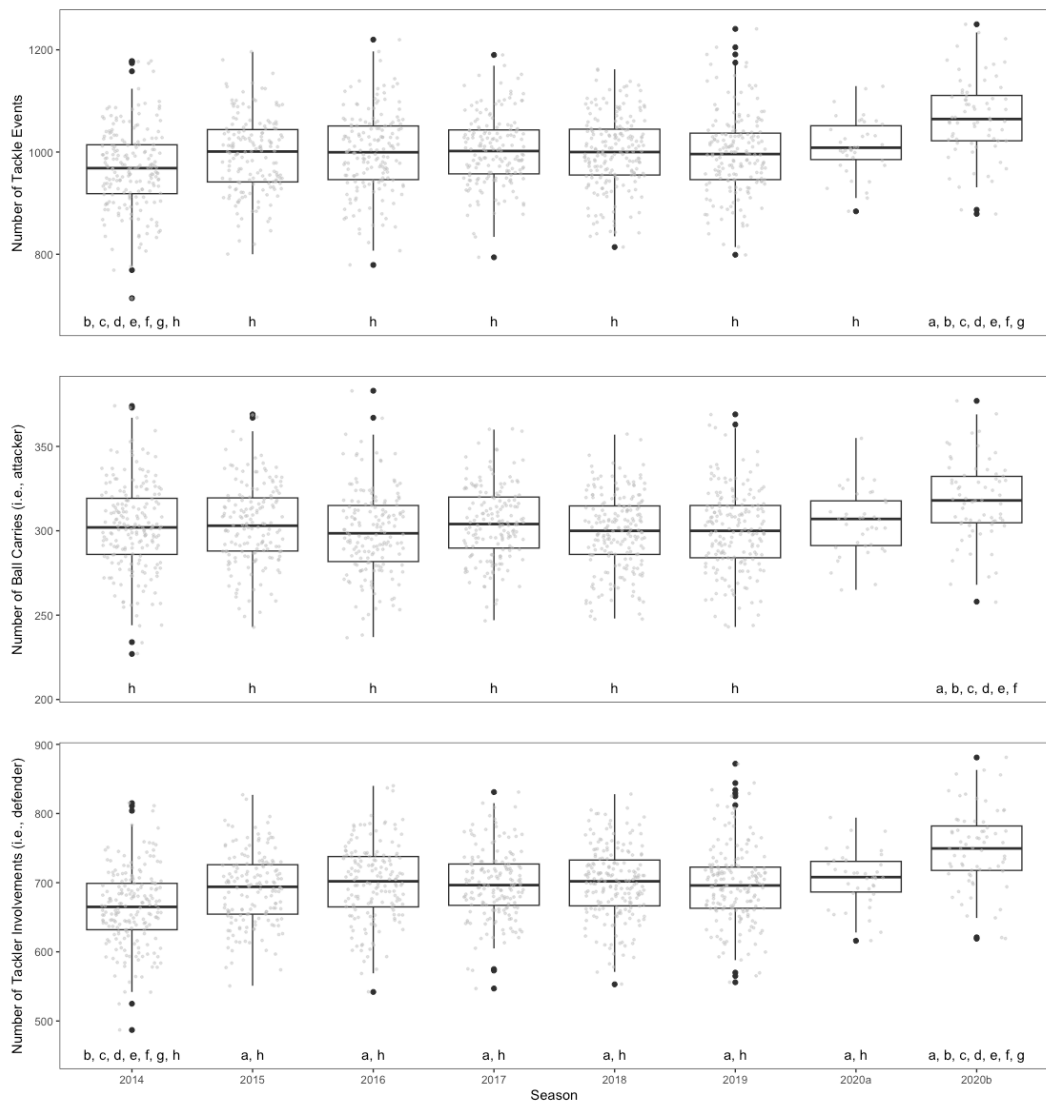 Number of Tackle Events
1200
1000
800
b, c, d, e, f, g, h
h
h
h
h
h
h
a, b, c, d, e, f, g
Number of Ball Carries (i.e., attacker)
350
300
250
200
h
h
h
h
h
h
a, b, c, d, e, f
Number of Tackler Involvements (i.e., defender)
900
800
700
600
500
b, c, d, e, f, g, h
a, h
a, h
a, h
a, h
a, h
a, h
a, b, c, d, e, f, g
2014
2015
2016
2017
2018
2019
2020a
2020b
Season